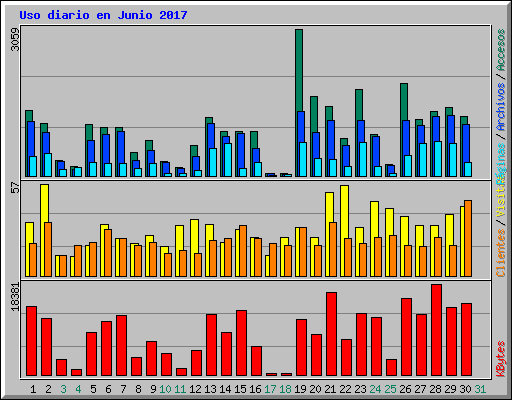 Uso diario en Junio 2017
3059
57
18381
Accesos
/
Archivos
/
Páginas
Visitas
/
Clientes
KBytes
1 2 3 4 5 6 7 8 9 10 11 12 13 14 15 16 17 18 19 20 21 22 23 24 25 26 27 28 29 30 31